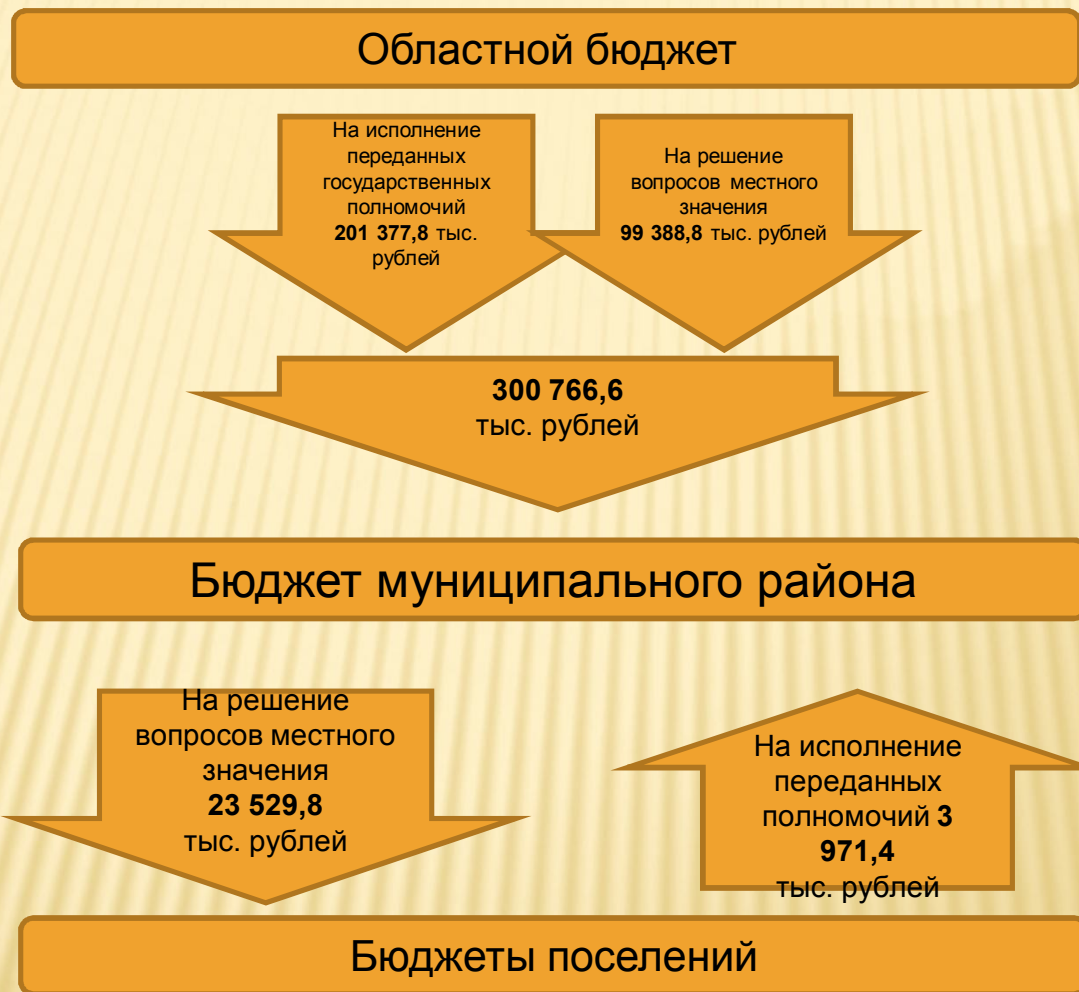 Областной бюджет
На исполнение
переданных
государственных
полномочий
201 377,8 тыс.
рублей
На решение
вопросов местного
значения
99 388,8 тыс. рублей
300 766,6
тыс. рублей
Бюджет муниципального района
На решение
вопросов местного
значения
23 529,8
тыс. рублей
На исполнение
переданных
полномочий 3
971,4
тыс. рублей
Бюджеты поселений